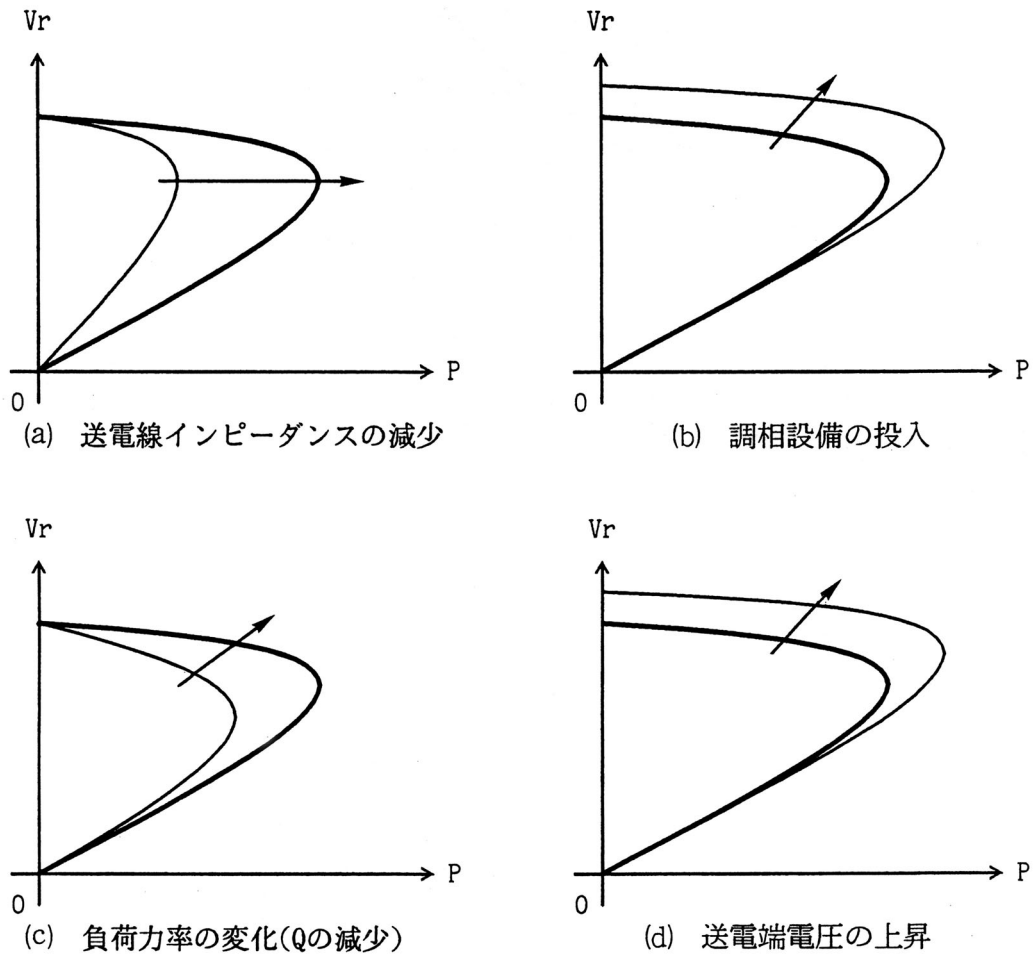 Vr
P
0
(a) 送電線インピーダンスの減少
Vr
P
0
(b) 調相設備の投入
Vr
P
0
(c) 負荷力率の変化(Qの減少)
Vr
P
0
(d) 送電端電圧の上昇